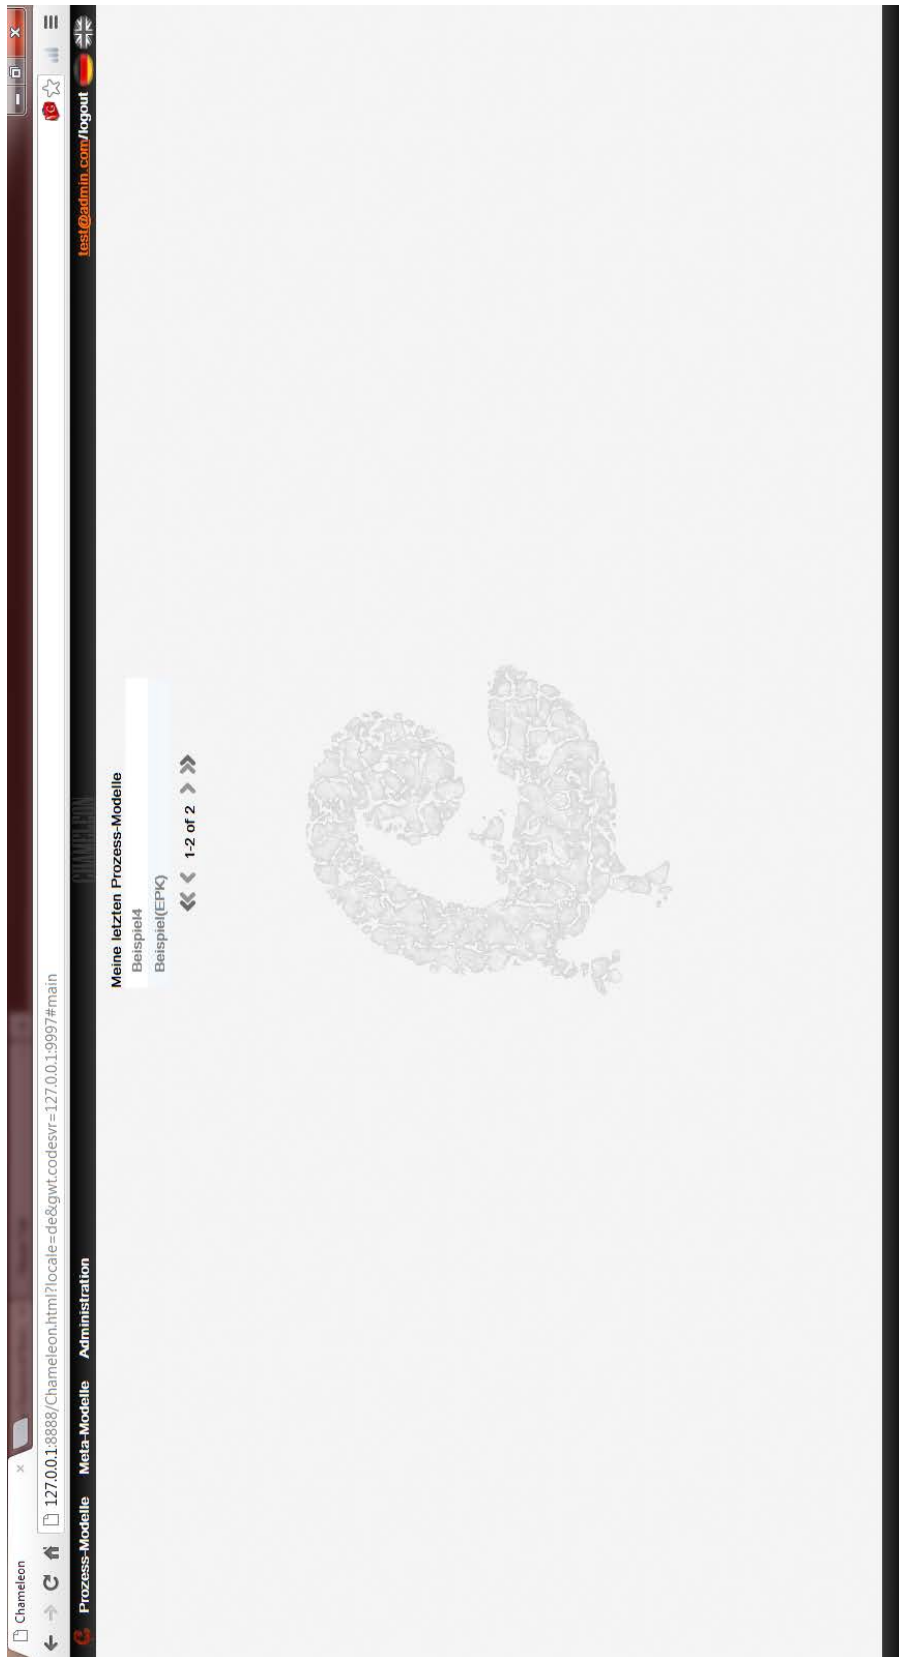 Chameleon
127.0.0.1:8888/Chameleon.html?locale=de&gwt.codesvr=127.0.0.1:9997#main
Prozess-Modelle Meta-Modelle Administration CHAMELEON test@admin.com/logout
Meine letzten Prozess-Modelle
Beispiel4
Beispiel(EPK)
1-2 of 2